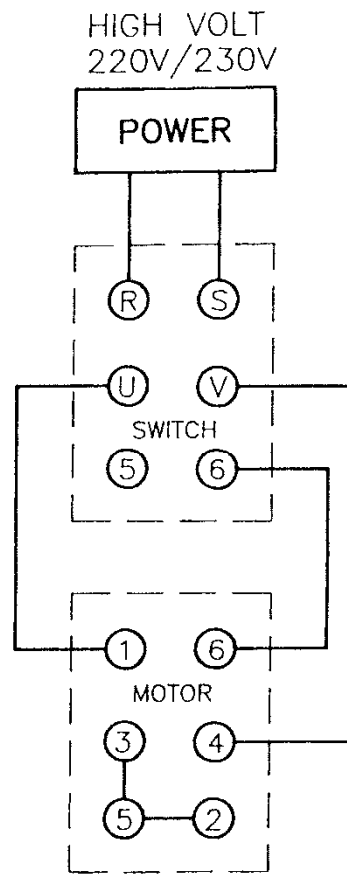 HIGH VOLT
220V/230V
POWER
R S
U V
SWITCH
5 6
1 6
MOTOR
3 4
5 2